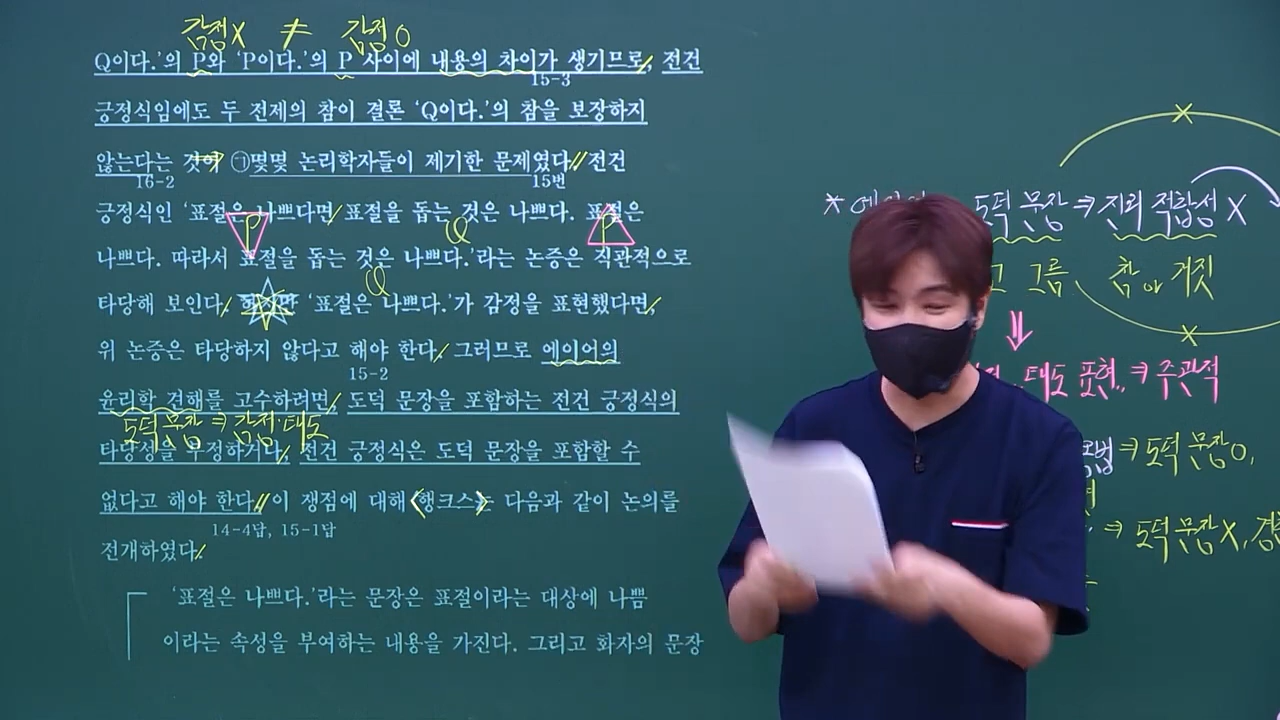 감정X ≠ 감정O
Q이다.'의 P와 'P이다.'의 P 사이에 내용의 차이가 생기므로, 전건
15-3
긍정식임에도 두 전제의 참이 결론 'Q이다.'의 참을 보장하지
않는다는 것이 ㉠몇몇 논리학자들이 제기한 문제였다. 전건
16-2 15번
긍정식인 '표절은 나쁘다면 표절을 돕는 것은 나쁘다. 표절은
P Q P
나쁘다. 따라서 표절을 돕는 것은 나쁘다.'라는 논증은 직관적으로
Q
타당해 보인다. 하지만 '표절은 나쁘다.'가 감정을 표현했다면,
위 논증은 타당하지 않다고 해야 한다. 그러므로 에이어의
15-2
윤리학 견해를 고수하려면, 도덕 문장을 포함하는 전건 긍정식의
도덕 문장 ⇒ 감정·태도
타당성을 부정하거나, 전건 긍정식은 도덕 문장을 포함할 수
없다고 해야 한다. 이 쟁점에 대해 <행크스>는 다음과 같이 논의를
14-4답, 15-1답
전개하였다.
'표절은 나쁘다.'라는 문장은 표절이라는 대상에 나쁨
이라는 속성을 부여하는 내용을 가진다. 그리고 화자의 문장
도덕 문장 ⇒ 진리 적합성 X
그름 참 or 거짓
태도 표현 ⇒ 주관적
⇒ 도덕 문장O,
⇒ 도덕 문장X,